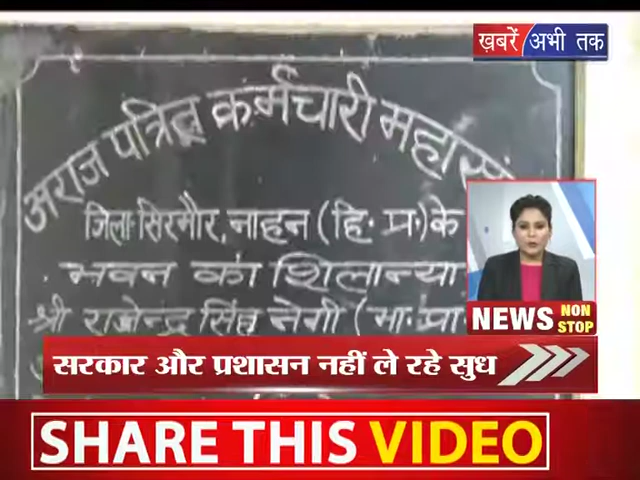 ख़बरें अभी तक
अराजपत्रित कर्मचारी महासं
जिला सिरमौर, नाहन (हि॰ प्र॰) के
भवन का शिलान्या
श्री राजेन्द्र सिंह नेगी (भा॰ प्रा॰
NEWS NON STOP
सरकार और प्रशासन नहीं ले रहे सुध
SHARE THIS VIDEO